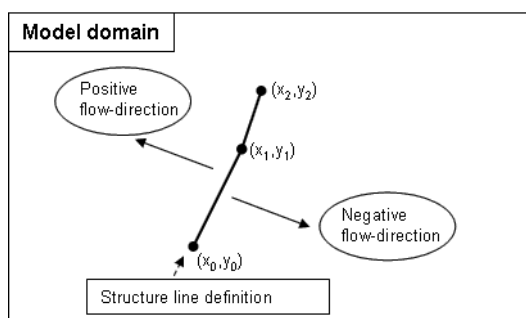 Model domain
Positive
flow-direction
(x₂,y₂)
(x₁,y₁)
Negative
flow-direction
(x₀,y₀)
Structure line definition